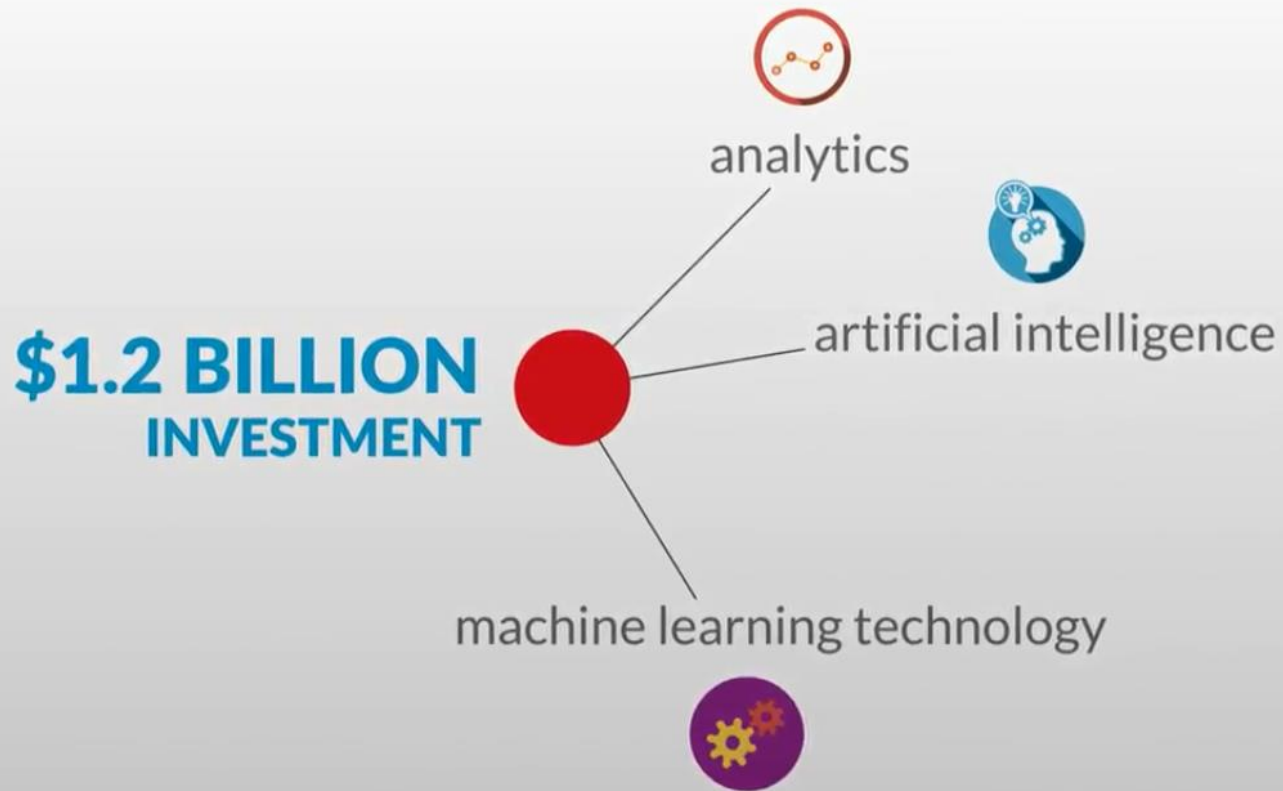 analytics
artificial intelligence
$1.2 BILLION
INVESTMENT
machine learning technology